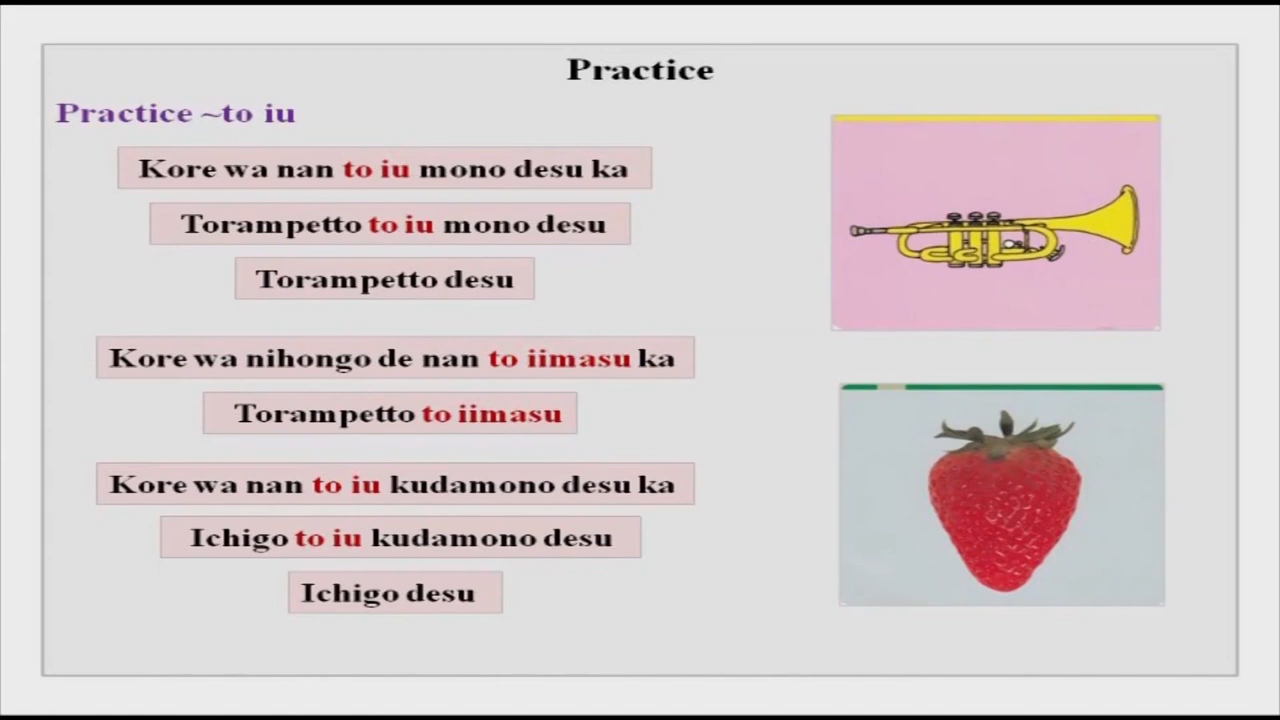 Practice
Practice ~to iu
Kore wa nan to iu mono desu ka
Torampetto to iu mono desu
Torampetto desu
Kore wa nihongo de nan to iimasu ka
Torampetto to iimasu
Kore wa nan to iu kudamono desu ka
Ichigo to iu kudamono desu
Ichigo desu